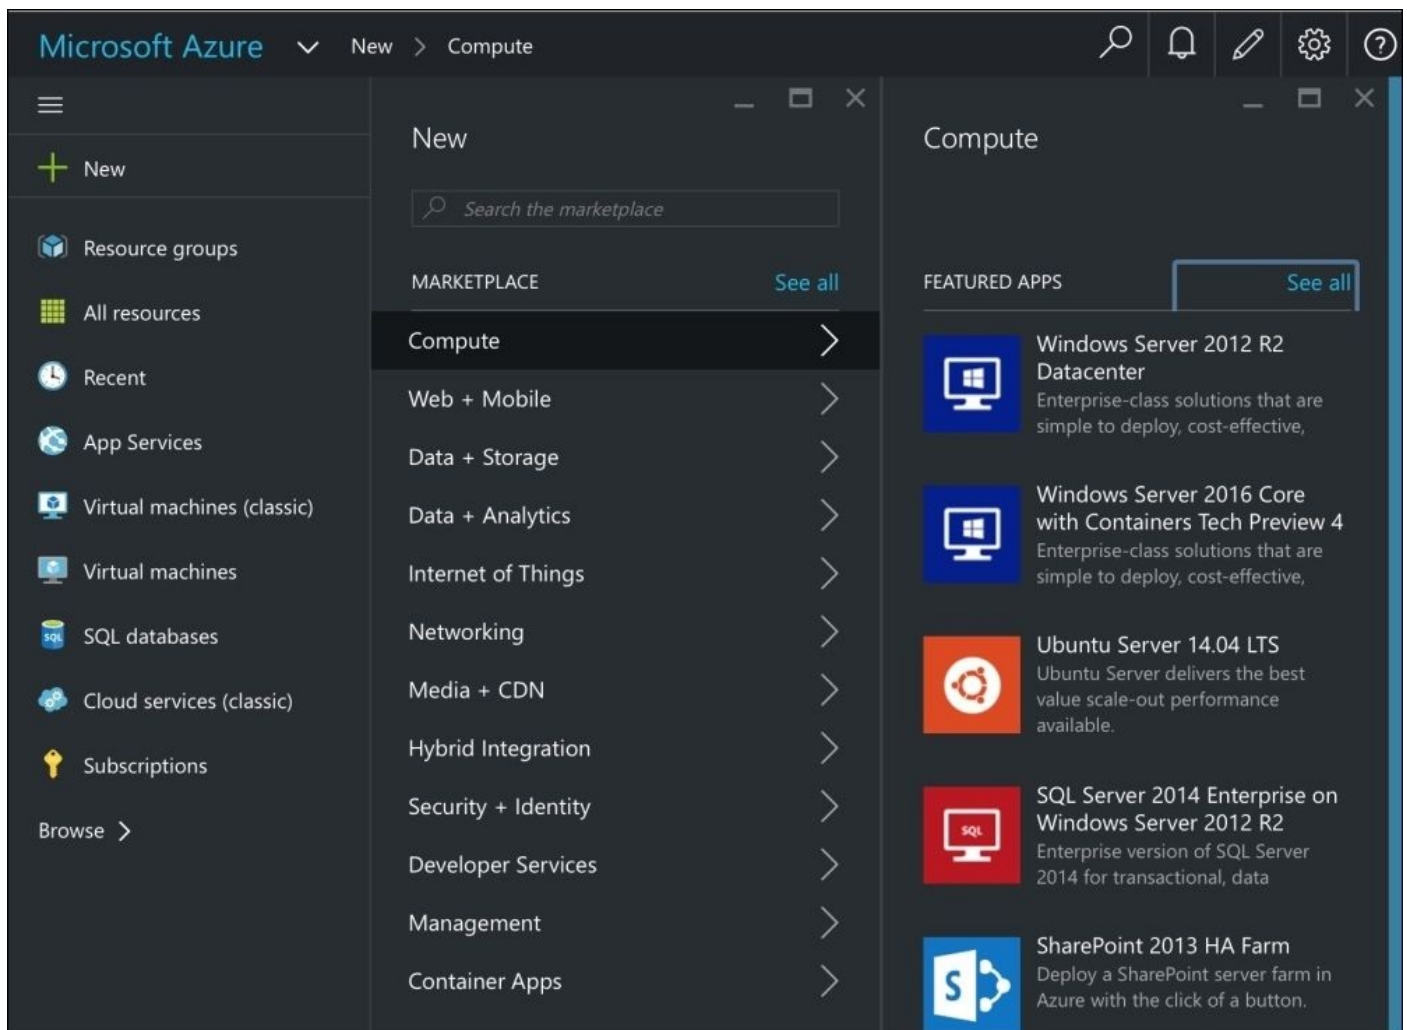 Microsoft Azure New > Compute
New
Resource groups
All resources
Recent
App Services
Virtual machines (classic)
Virtual machines
SQL databases
SQL
Cloud services (classic)
Subscriptions
Browse >
New
Search the marketplace
MARKETPLACE See all
Compute
Web + Mobile
Data + Storage
Data + Analytics
Internet of Things
Networking
Media + CDN
Hybrid Integration
Security + Identity
Developer Services
Management
Container Apps
Compute
FEATURED APPS See all
Windows Server 2012 R2
Datacenter
Enterprise-class solutions that are
simple to deploy, cost-effective,
Windows Server 2016 Core
with Containers Tech Preview 4
Enterprise-class solutions that are
simple to deploy, cost-effective,
Ubuntu Server 14.04 LTS
Ubuntu Server delivers the best
value scale-out performance
available.
SQL
SQL Server 2014 Enterprise on
Windows Server 2012 R2
Enterprise version of SQL Server
2014 for transactional, data
S
SharePoint 2013 HA Farm
Deploy a SharePoint server farm in
Azure with the click of a button.